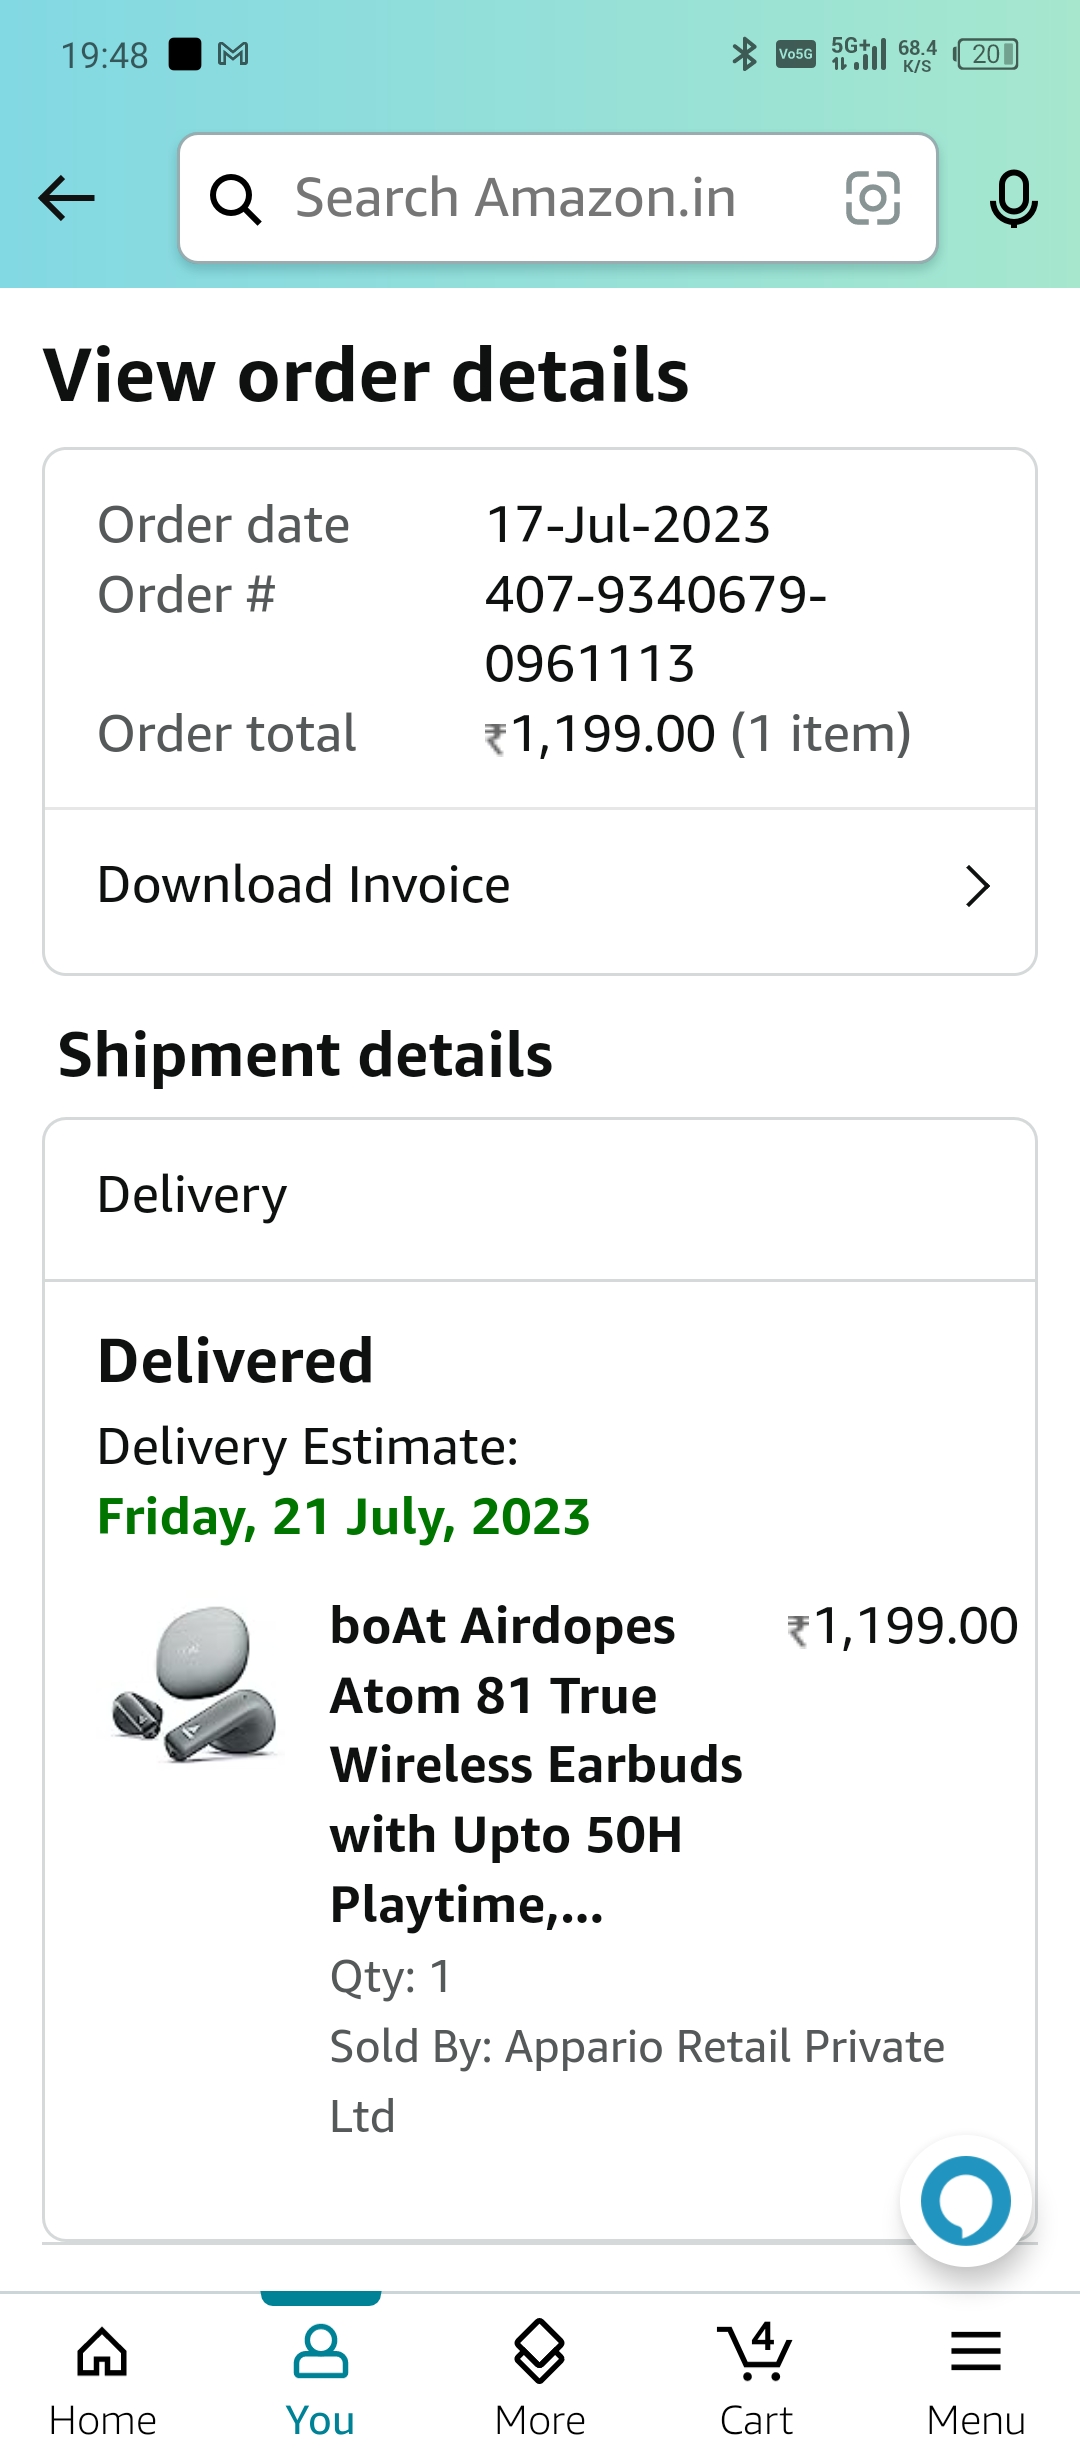 19:48 Vo5G 5G+ 68.4 K/S 20
Search Amazon.in
View order details
Order date 17-Jul-2023
Order # 407-9340679-
0961113
Order total ₹1,199.00 (1 item)
Download Invoice
Shipment details
Delivery
Delivered
Delivery Estimate:
Friday, 21 July, 2023
boAt Airdopes ₹1,199.00
Atom 81 True
Wireless Earbuds
with Upto 50H
Playtime,...
Qty: 1
Sold By: Appario Retail Private
Ltd
4
Home You More Cart Menu